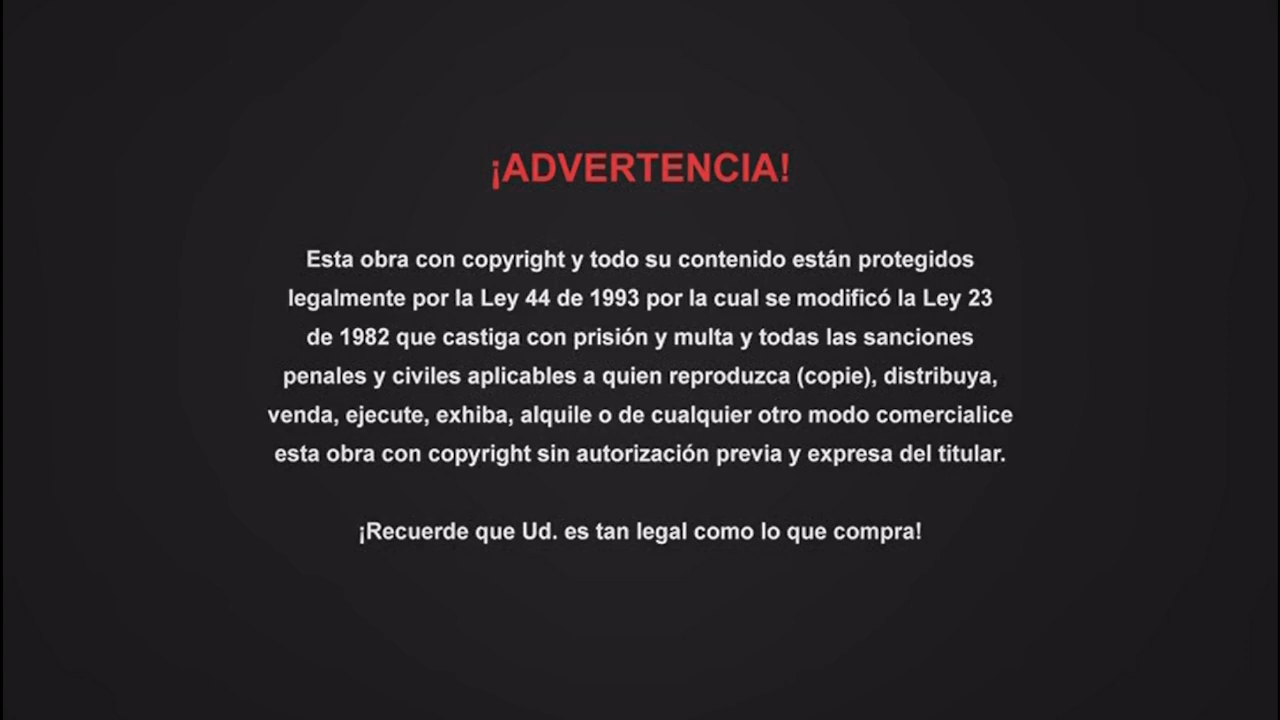 ¡ADVERTENCIA!
Esta obra con copyright y todo su contenido están protegidos
legalmente por la Ley 44 de 1993 por la cual se modificó la Ley 23
de 1982 que castiga con prisión y multa y todas las sanciones
penales y civiles aplicables a quien reproduzca (copie), distribuya,
venda, ejecute, exhiba, alquile o de cualquier otro modo comercialice
esta obra con copyright sin autorización previa y expresa del titular.
¡Recuerde que Ud. es tan legal como lo que compra!